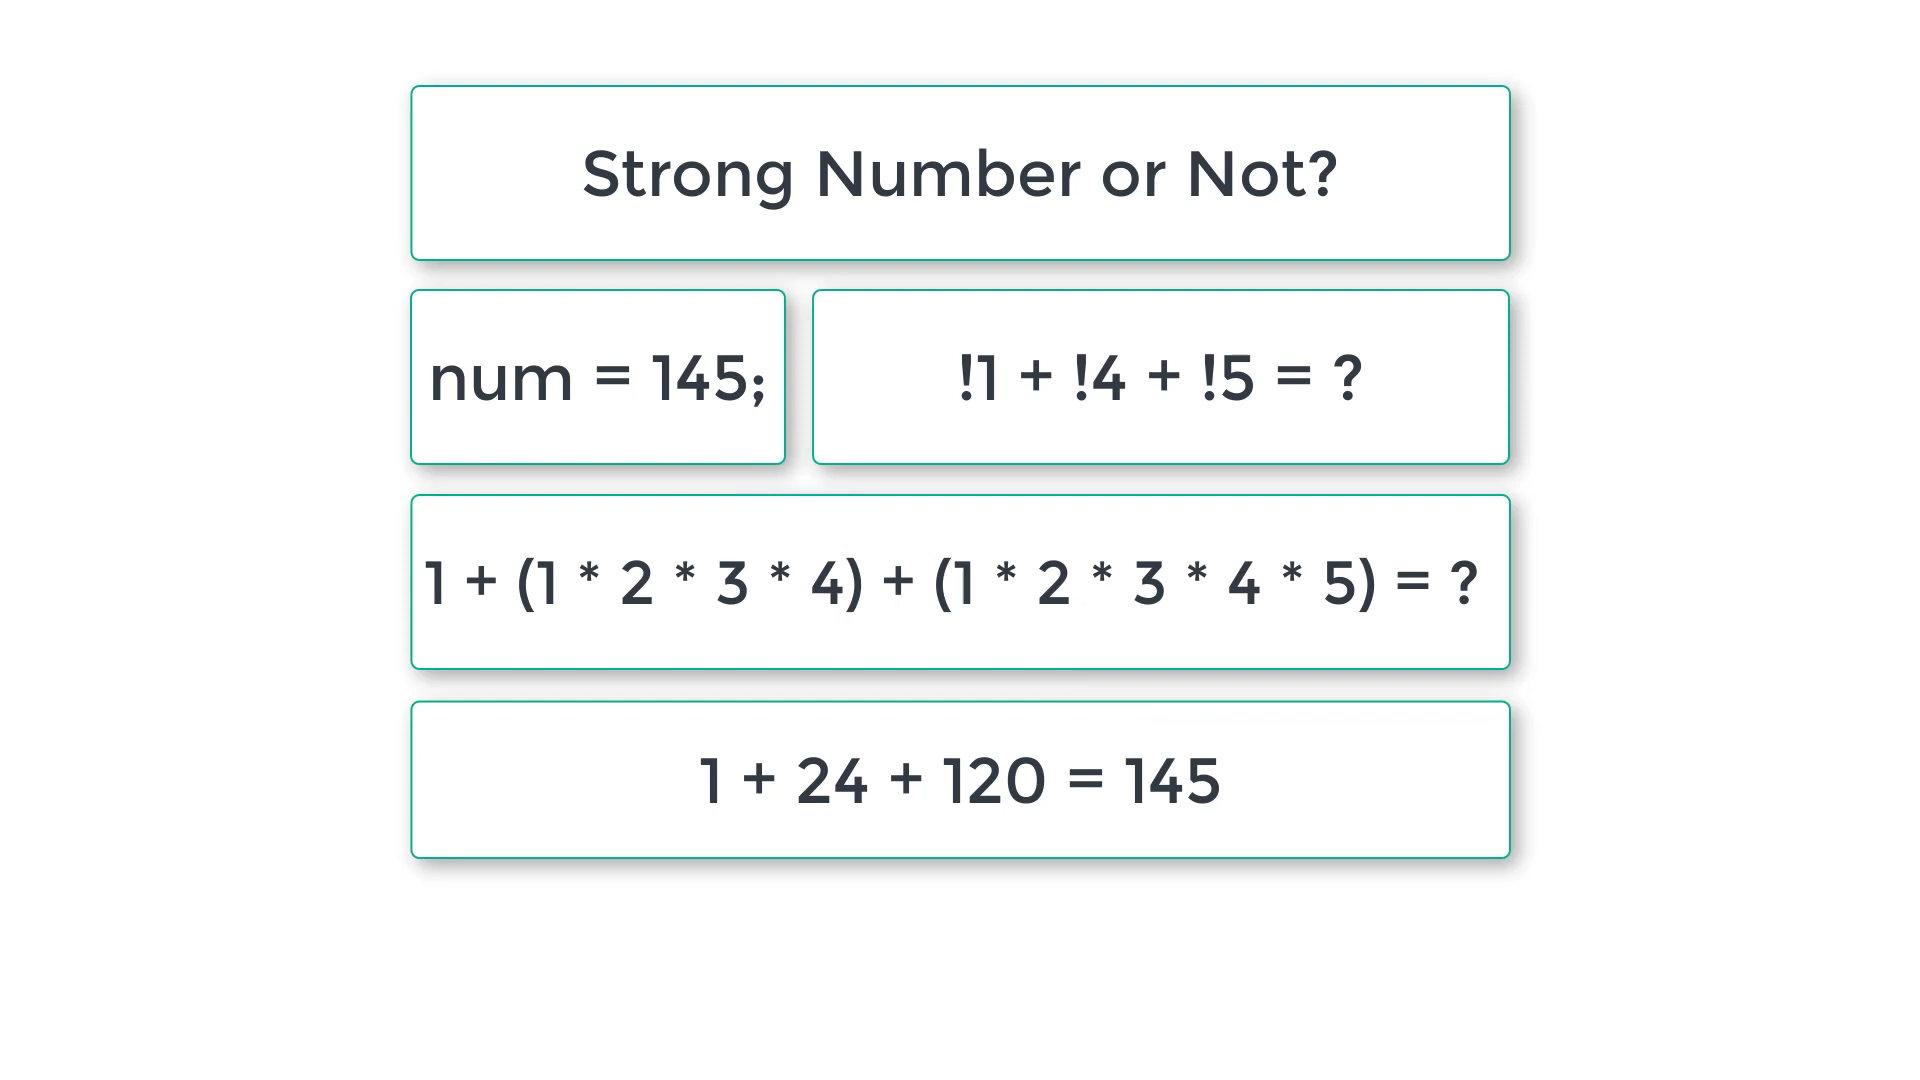 Strong Number or Not?
num = 145;
!1 + !4 + !5 = ?
1 + (1 * 2 * 3 * 4) + (1 * 2 * 3 * 4 * 5) = ?
1 + 24 + 120 = 145